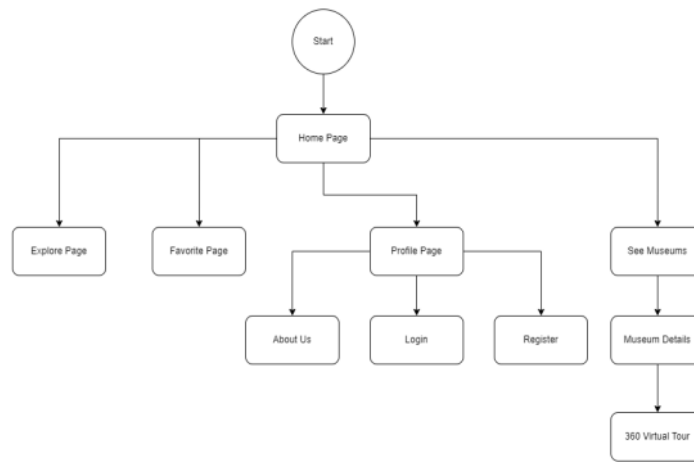 Start
Home Page
Explore Page
Favorite Page
Profile Page
See Museums
About Us
Login
Register
Museum Details
360 Virtual Tour